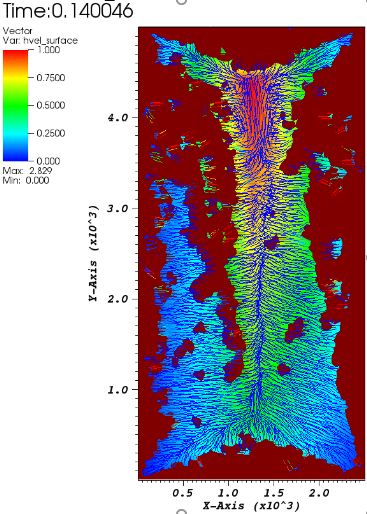 Time:0.140046
Vector
Var: hvel_surface
1.000
0.7500
0.5000
0.2500
0.000
Max: 2.829
Min: 0.000
4.0
3.0
2.0
1.0
Y-Axis (x10^3)
0.5 1.0 1.5 2.0
X-Axis (x10^3)